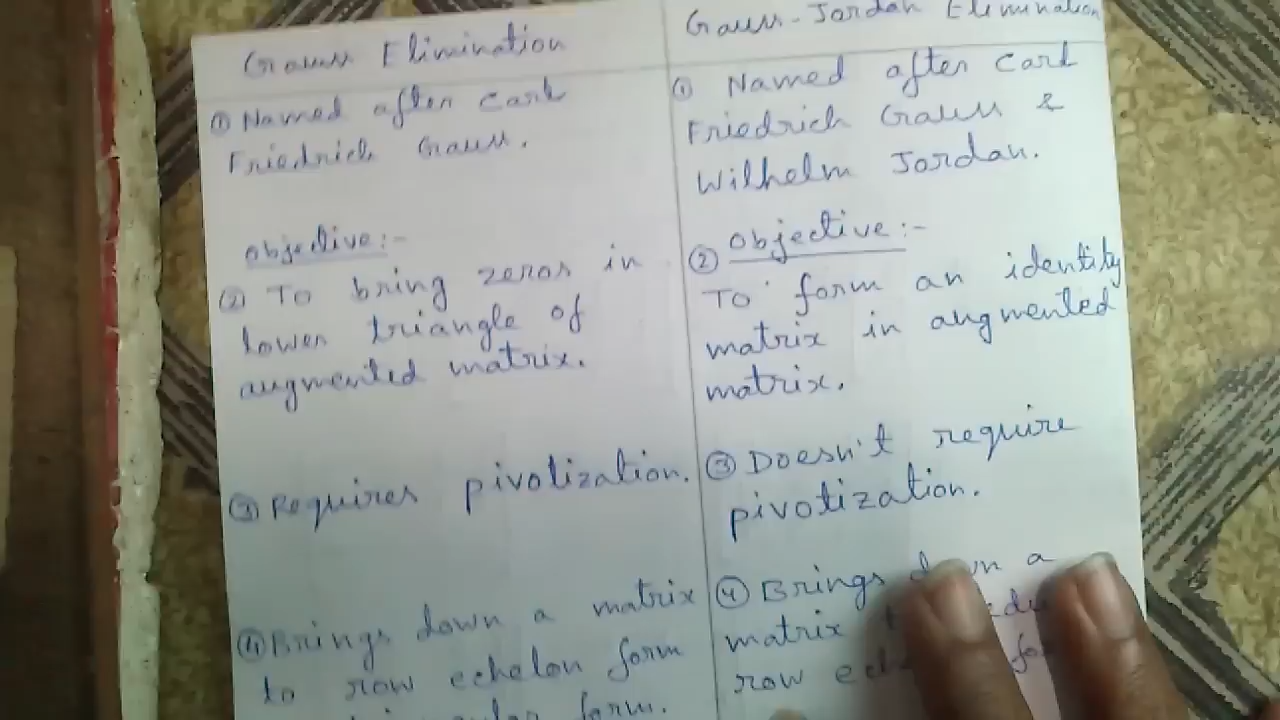 Gauss Elimination
① Named after Carl
Friedrich Gauss.
Objective:-
② To bring zeros in
lower triangle of
augmented matrix.
③ Requires pivotization.
④ Brings down a matrix
to row echelon form
form.
Gauss-Jordan Elimination
① Named after Carl
Friedrich Gauss &
Wilhelm Jordan.
② Objective:-
To form an identity
matrix in augmented
matrix.
③ Doesn't require
pivotization.
④ Brings a
matrix
row